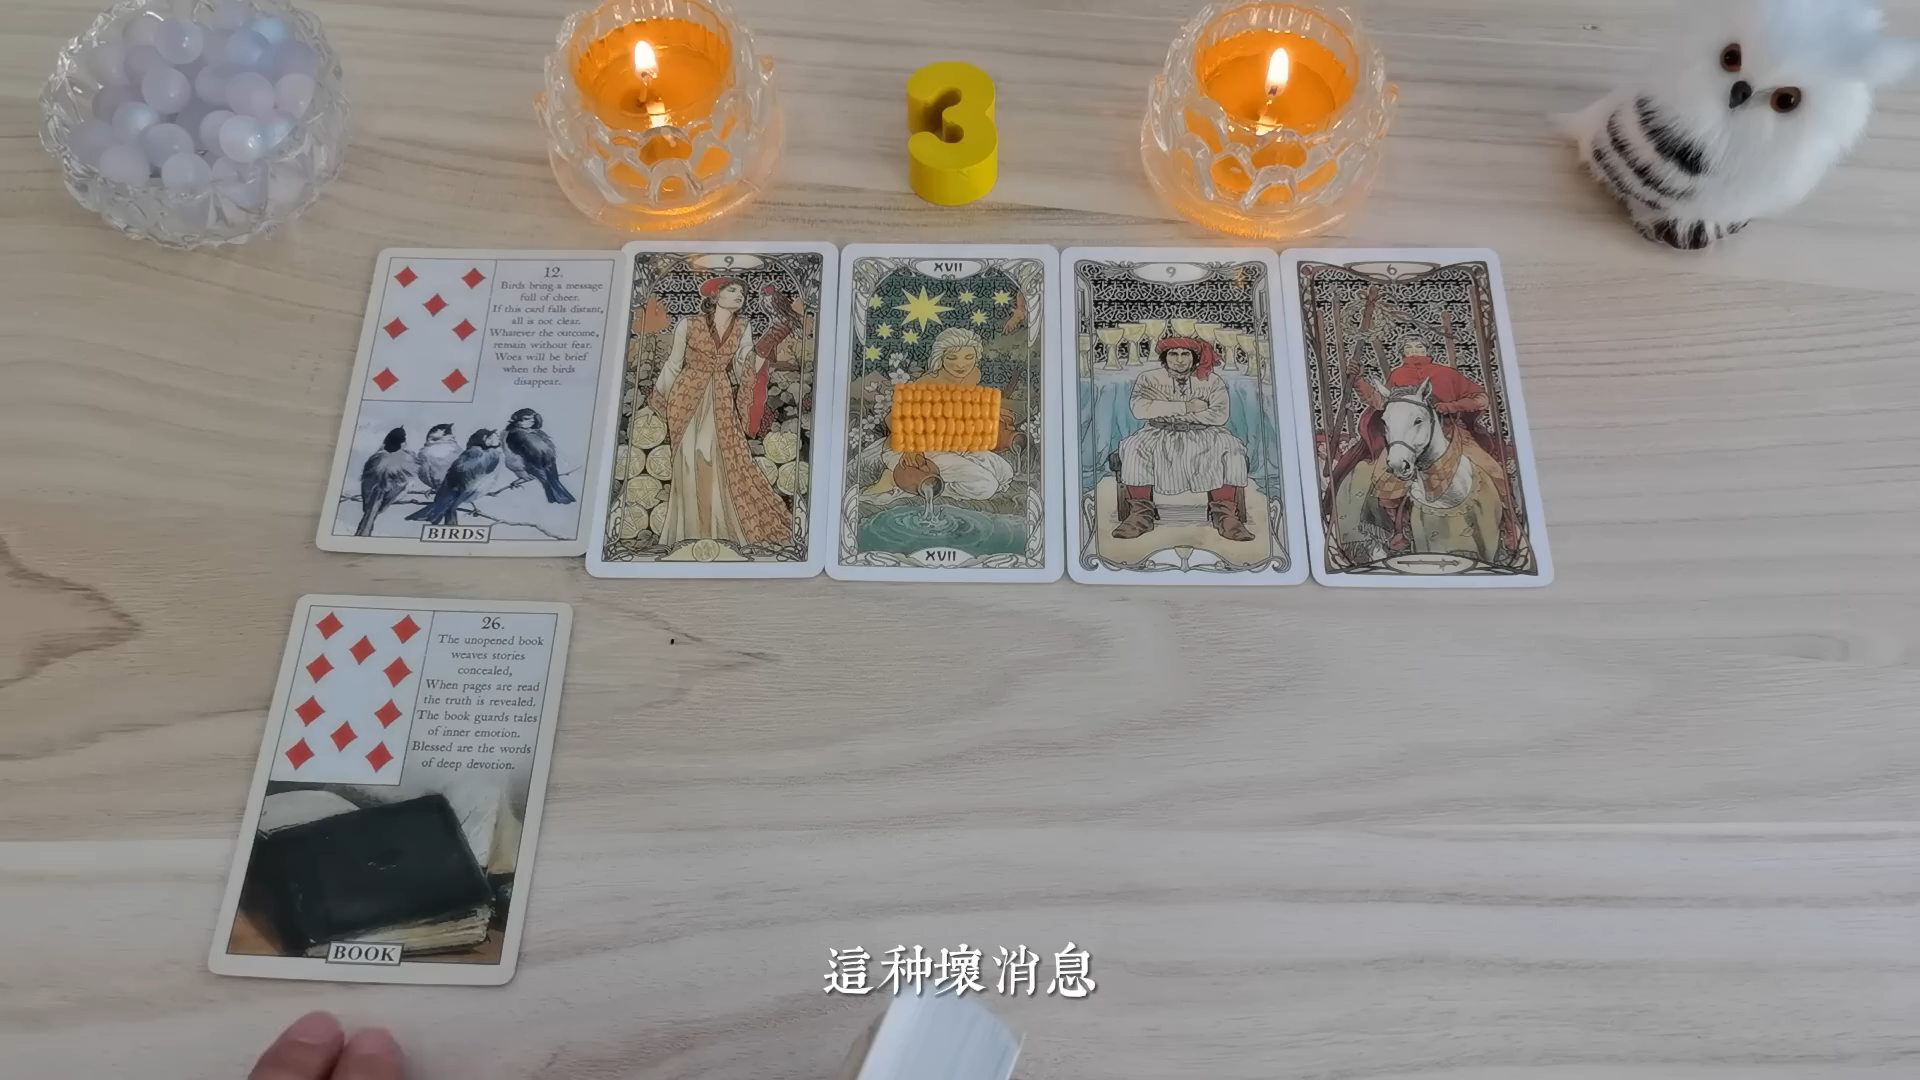 3
12.
Birds bring a message
full of cheer.
If this card falls distant,
all is not clear.
Whatever the outcome,
remain without fear.
Woes will be brief
when the birds
disappear.
BIRDS
9
XVII
XVII
9
6
26.
The unopened book
weaves stories
concealed,
When pages are read
the truth is revealed.
The book guards tales
of inner emotion.
Blessed are the words
of deep devotion.
BOOK
這种壞消息